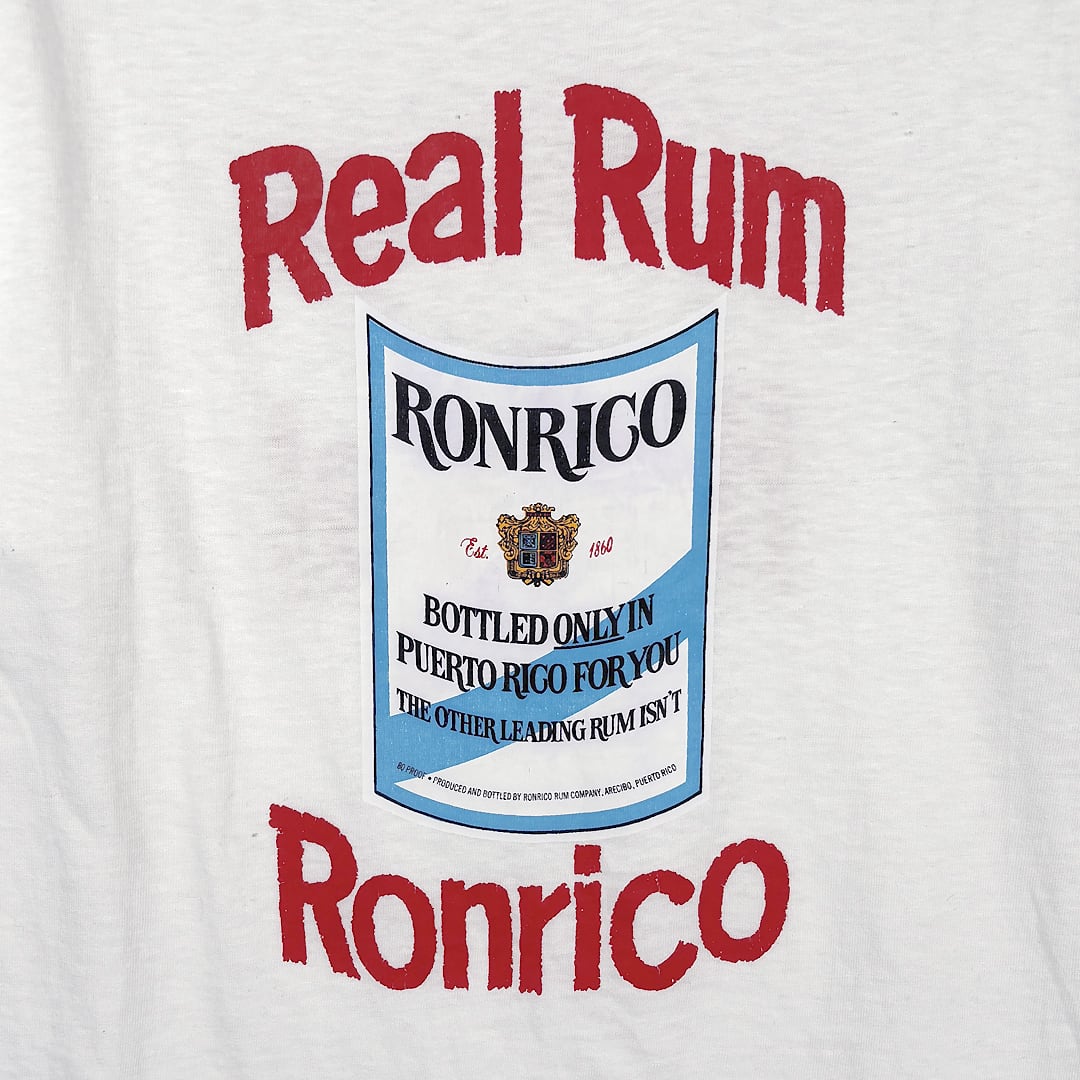 Real Rum
RONRICO
Est. 1860
BOTTLED ONLY IN
PUERTO RICO FOR YOU
THE OTHER LEADING RUM ISN'T
80 PROOF • PRODUCED AND BOTTLED BY RONRICO RUM COMPANY, ARECIBO, PUERTO RICO
Ronrico